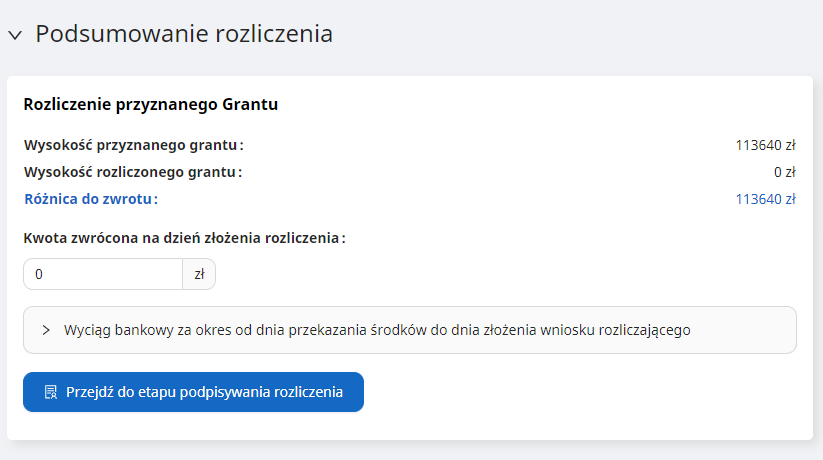 Podsumowanie rozliczenia
Rozliczenie przyznanego Grantu
Wysokość przyznanego grantu: 113640 zł
Wysokość rozliczonego grantu: 0 zł
Różnica do zwrotu: 113640 zł
Kwota zwrócona na dzień złożenia rozliczenia:
0 zł
Wyciąg bankowy za okres od dnia przekazania środków do dnia złożenia wniosku rozliczającego
Przejdź do etapu podpisywania rozliczenia